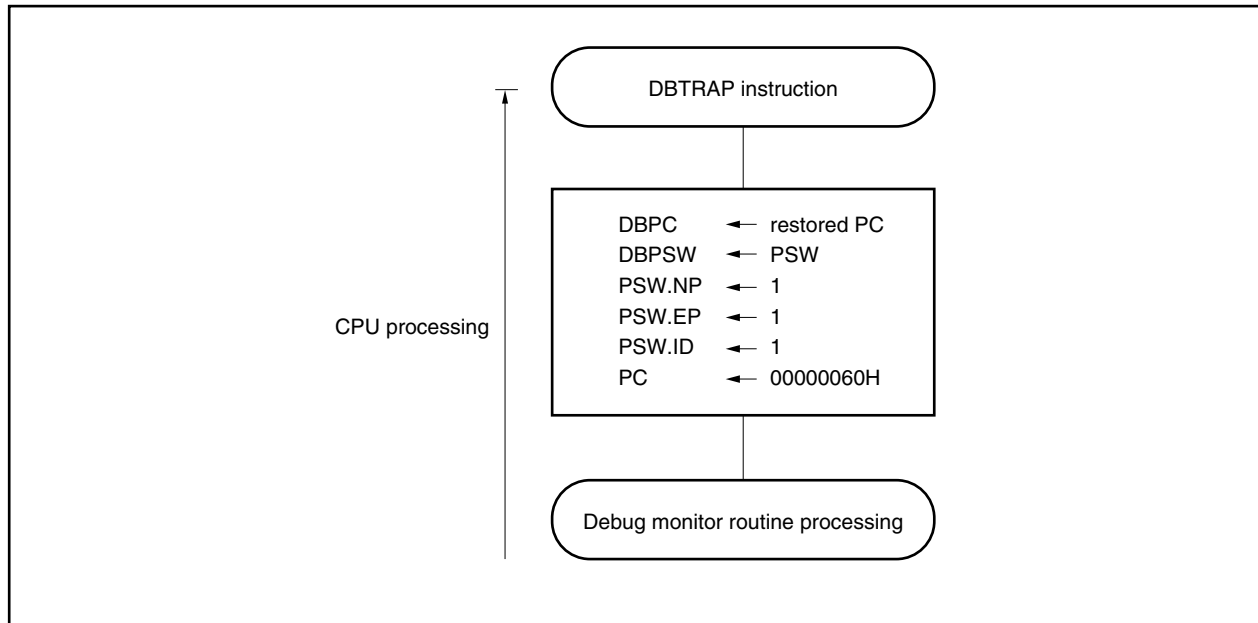 DBTRAP instruction
CPU processing
DBPC ← restored PC
DBPSW ← PSW
PSW.NP ← 1
PSW.EP ← 1
PSW.ID ← 1
PC ← 00000060H
Debug monitor routine processing